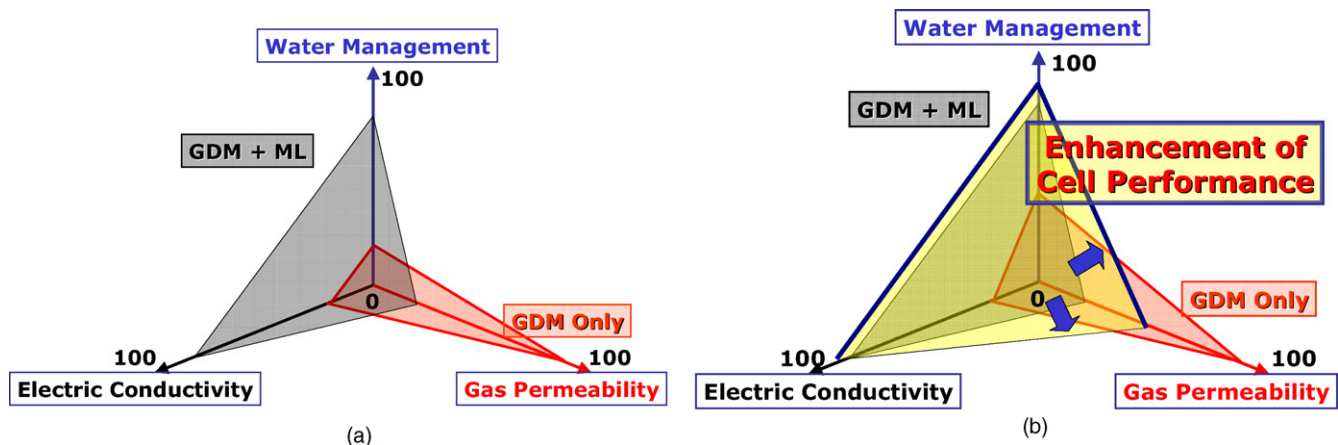 Water Management
100
GDM + ML
0
GDM Only
100
100
Electric Conductivity
Gas Permeability
(a)
Water Management
100
GDM + ML
Enhancement of
Cell Performance
0
GDM Only
100
100
Electric Conductivity
Gas Permeability
(b)